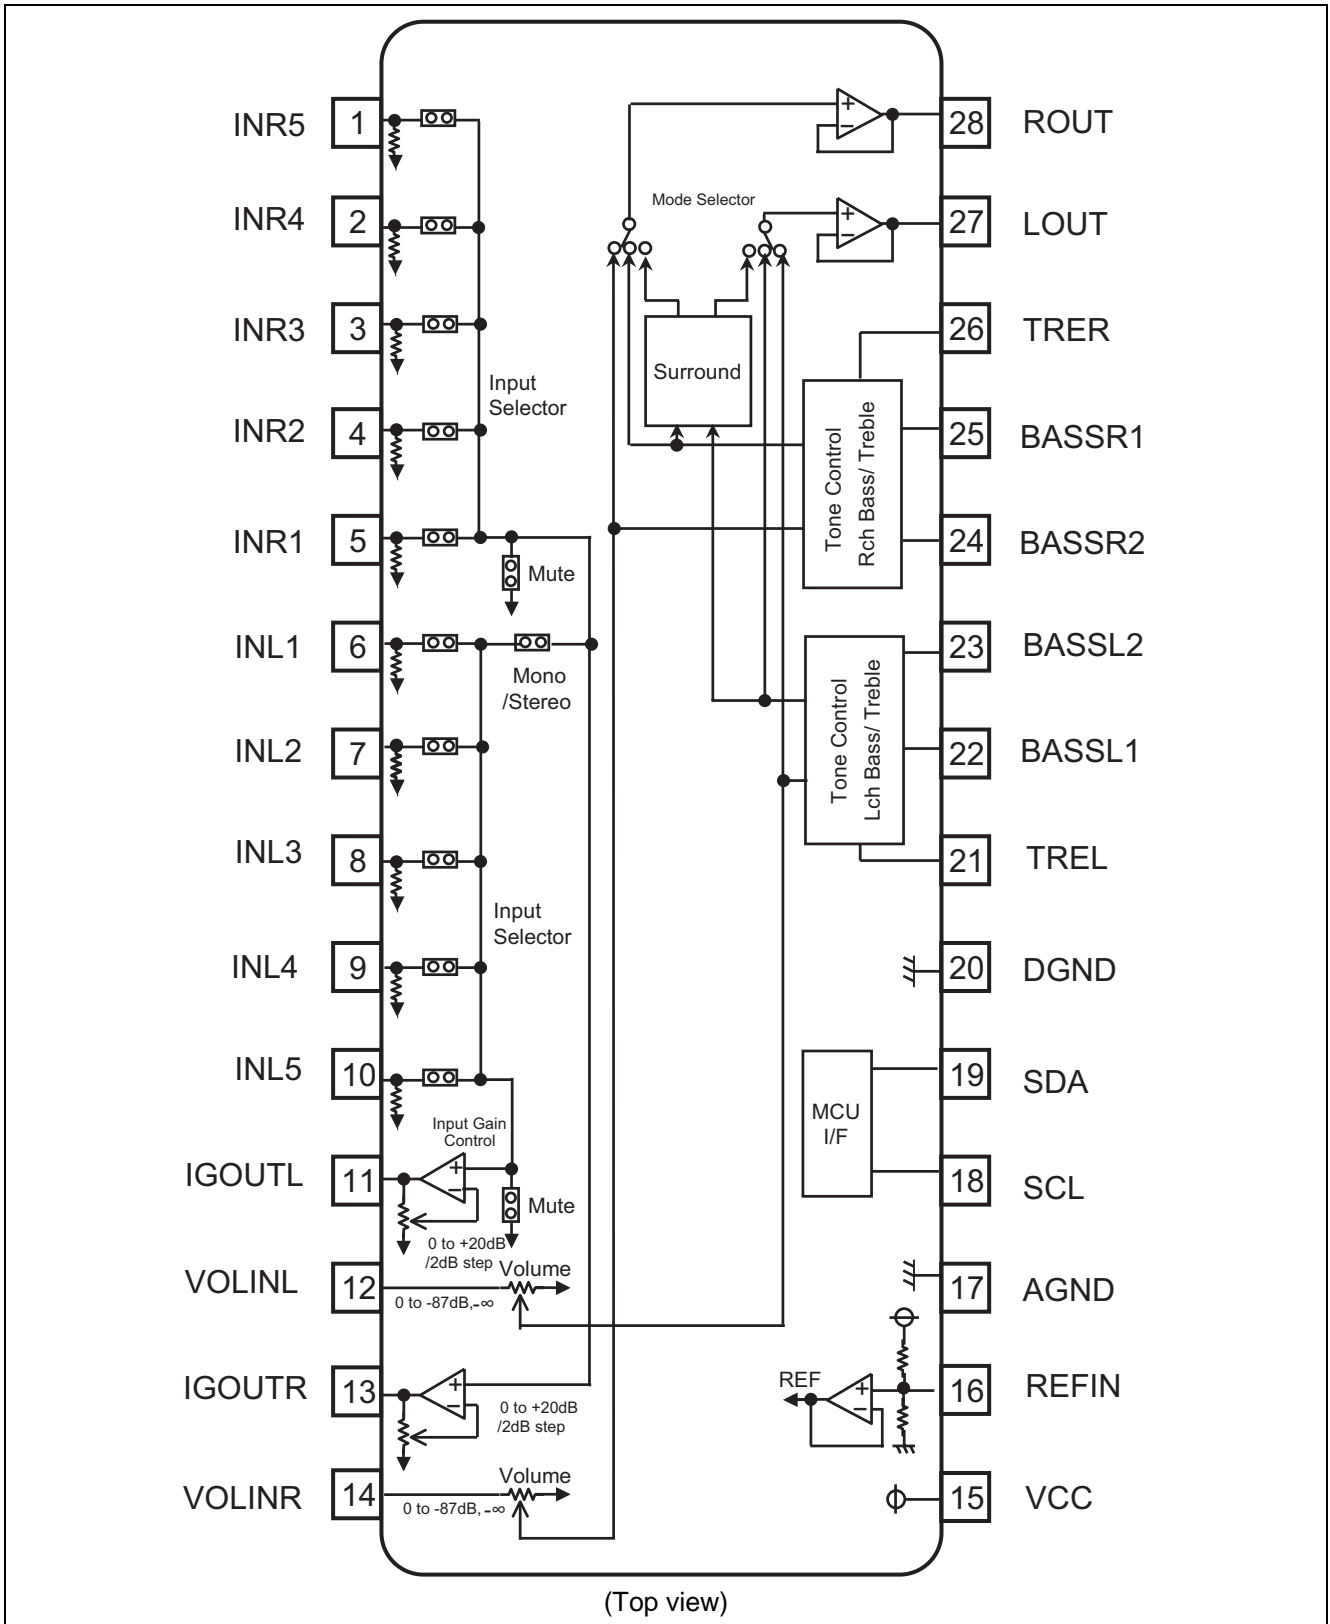 INR5 1
INR4 2
INR3 3
INR2 4
INR1 5
INL1 6
INL2 7
INL3 8
INL4 9
INL5 10
IGOUTL 11
VOLINL 12
IGOUTR 13
VOLINR 14
Input
Selector
Mute
Mono
/Stereo
Input
Selector
Input Gain
Control
+
−
Mute
0 to +20dB
/2dB step
Volume
0 to -87dB,-∞
+
−
0 to +20dB
/2dB step
Volume
0 to -87dB,-∞
Mode Selector
Surround
+
−
+
−
Tone Control
Rch Bass/ Treble
Tone Control
Lch Bass/ Treble
MCU
I/F
REF
+
−
28 ROUT
27 LOUT
26 TRER
25 BASSR1
24 BASSR2
23 BASSL2
22 BASSL1
21 TREL
20 DGND
19 SDA
18 SCL
17 AGND
16 REFIN
15 VCC
(Top view)